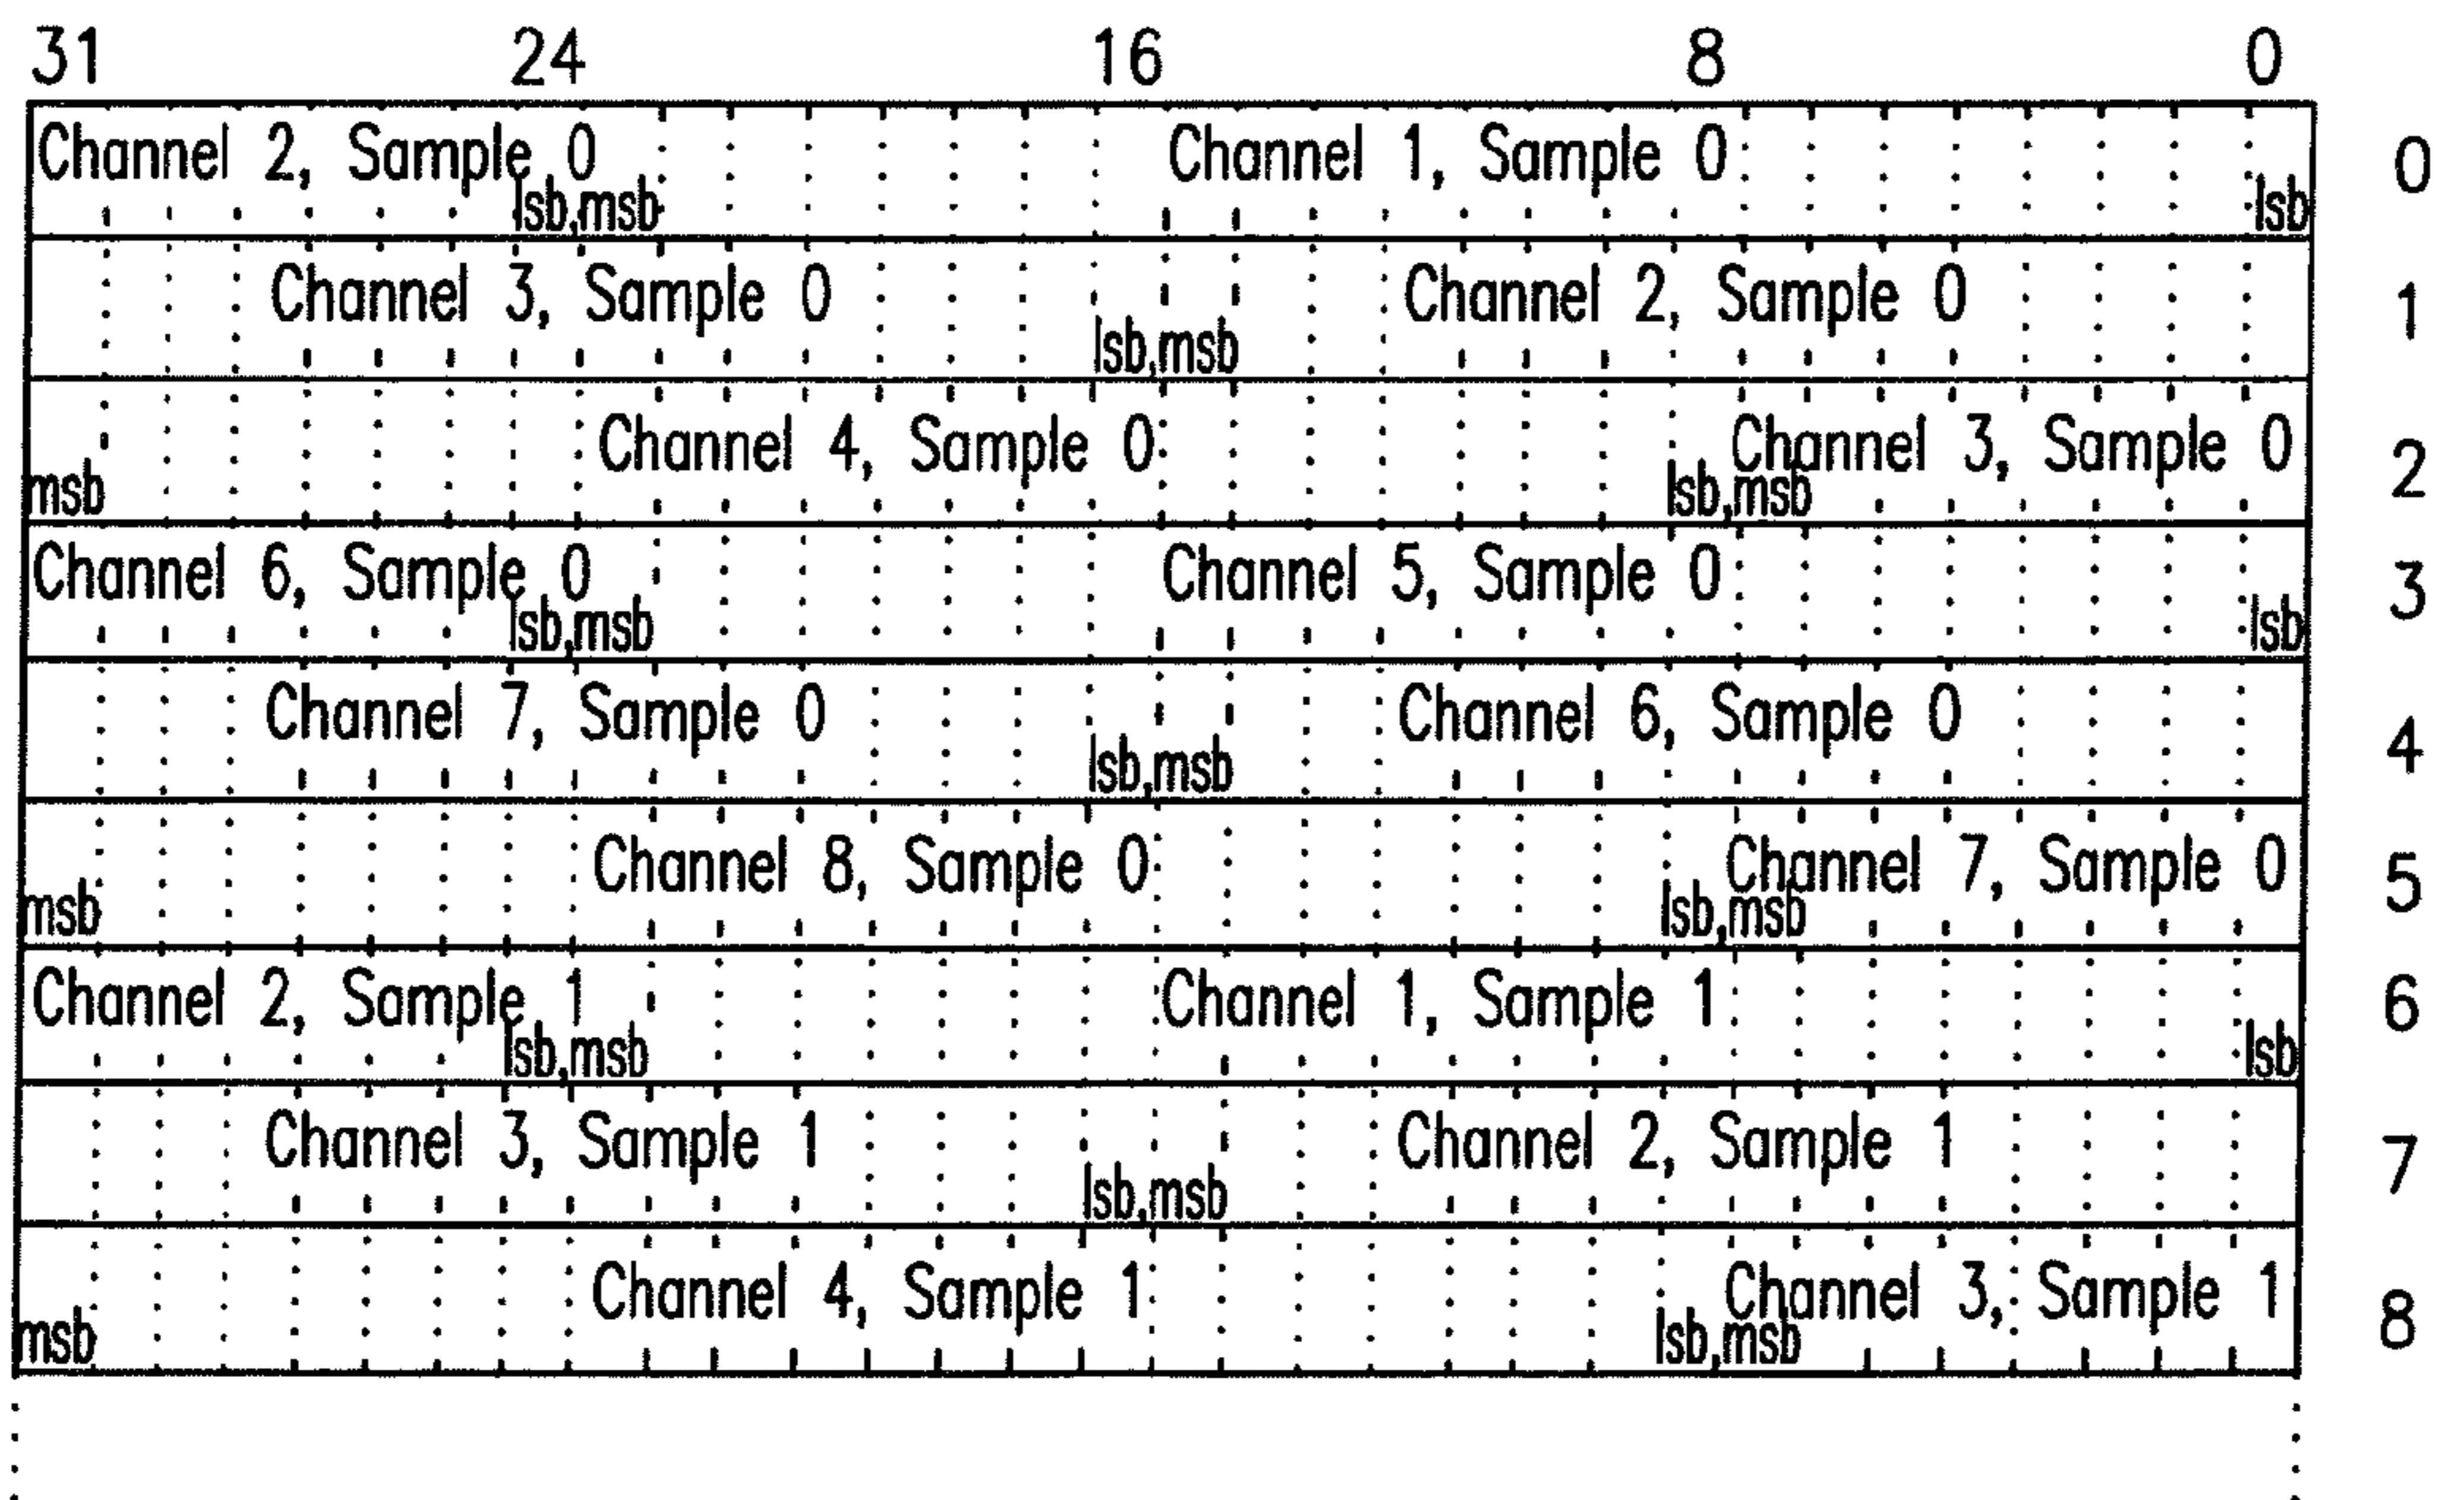 31 24 16 8 0
Channel 2, Sample 0 Channel 1, Sample 0 0
lsb,msb lsb
Channel 3, Sample 0 Channel 2, Sample 0 1
lsb,msb
Channel 4, Sample 0 Channel 3, Sample 0 2
msb lsb,msb
Channel 6, Sample 0 Channel 5, Sample 0 3
lsb,msb lsb
Channel 7, Sample 0 Channel 6, Sample 0 4
lsb,msb
Channel 8, Sample 0 Channel 7, Sample 0 5
msb lsb,msb
Channel 2, Sample 1 Channel 1, Sample 1 6
lsb,msb lsb
Channel 3, Sample 1 Channel 2, Sample 1 7
lsb,msb
Channel 4, Sample 1 Channel 3, Sample 1 8
msb lsb,msb